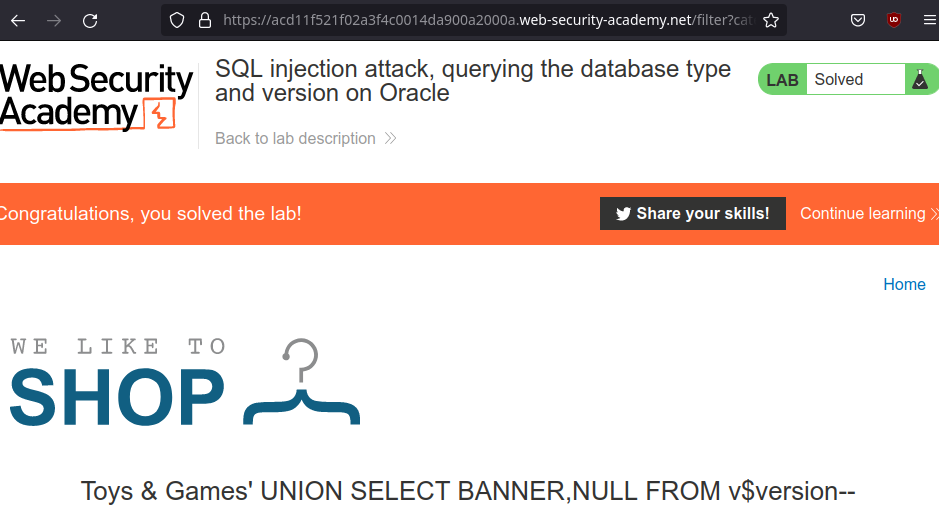 https://acd11f521f02a3f4c0014da900a2000a.web-security-academy.net/filter?cat
Web Security
Academy
SQL injection attack, querying the database type
and version on Oracle
LAB Solved
Back to lab description
Congratulations, you solved the lab!
Share your skills!
Continue learning
Home
WE LIKE TO
SHOP
Toys & Games' UNION SELECT BANNER,NULL FROM v$version--